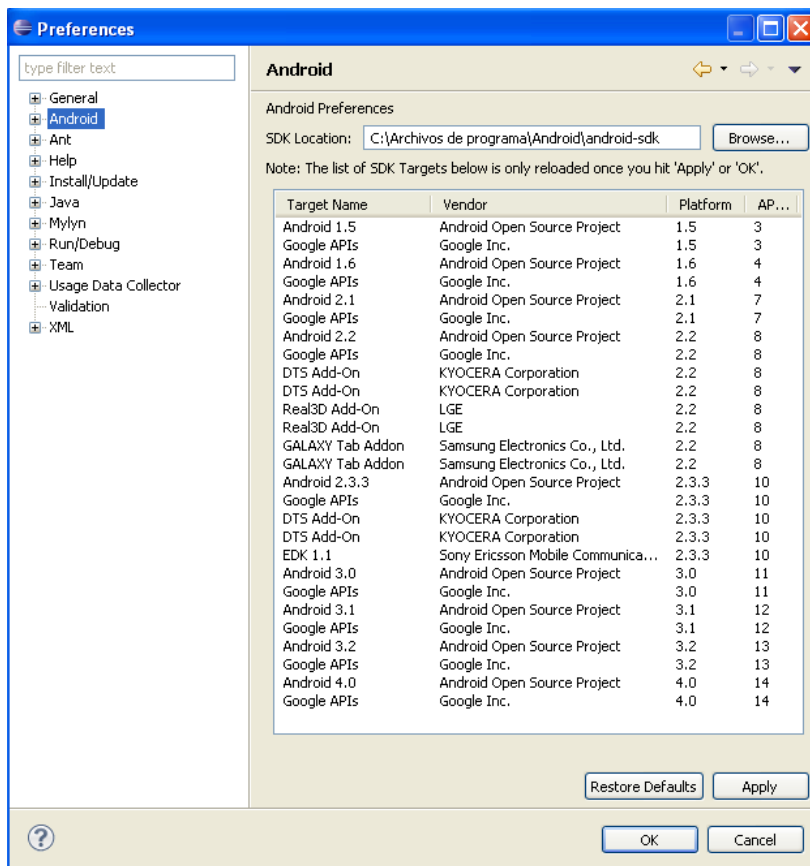 Preferences
type filter text
General
Android
Ant
Help
Install/Update
Java
Mylyn
Run/Debug
Team
Usage Data Collector
Validation
XML
Android
Android Preferences
SDK Location: C:\Archivos de programa\Android\android-sdk Browse...
Note: The list of SDK Targets below is only reloaded once you hit 'Apply' or 'OK'.
Target Name Vendor Platform AP...
Android 1.5 Android Open Source Project 1.5 3
Google APIs Google Inc. 1.5 3
Android 1.6 Android Open Source Project 1.6 4
Google APIs Google Inc. 1.6 4
Android 2.1 Android Open Source Project 2.1 7
Google APIs Google Inc. 2.1 7
Android 2.2 Android Open Source Project 2.2 8
Google APIs Google Inc. 2.2 8
DTS Add-On KYOCERA Corporation 2.2 8
DTS Add-On KYOCERA Corporation 2.2 8
Real3D Add-On LGE 2.2 8
Real3D Add-On LGE 2.2 8
GALAXY Tab Addon Samsung Electronics Co., Ltd. 2.2 8
GALAXY Tab Addon Samsung Electronics Co., Ltd. 2.2 8
Android 2.3.3 Android Open Source Project 2.3.3 10
Google APIs Google Inc. 2.3.3 10
DTS Add-On KYOCERA Corporation 2.3.3 10
DTS Add-On KYOCERA Corporation 2.3.3 10
EDK 1.1 Sony Ericsson Mobile Communica... 2.3.3 10
Android 3.0 Android Open Source Project 3.0 11
Google APIs Google Inc. 3.0 11
Android 3.1 Android Open Source Project 3.1 12
Google APIs Google Inc. 3.1 12
Android 3.2 Android Open Source Project 3.2 13
Google APIs Google Inc. 3.2 13
Android 4.0 Android Open Source Project 4.0 14
Google APIs Google Inc. 4.0 14
Restore Defaults Apply
? OK Cancel